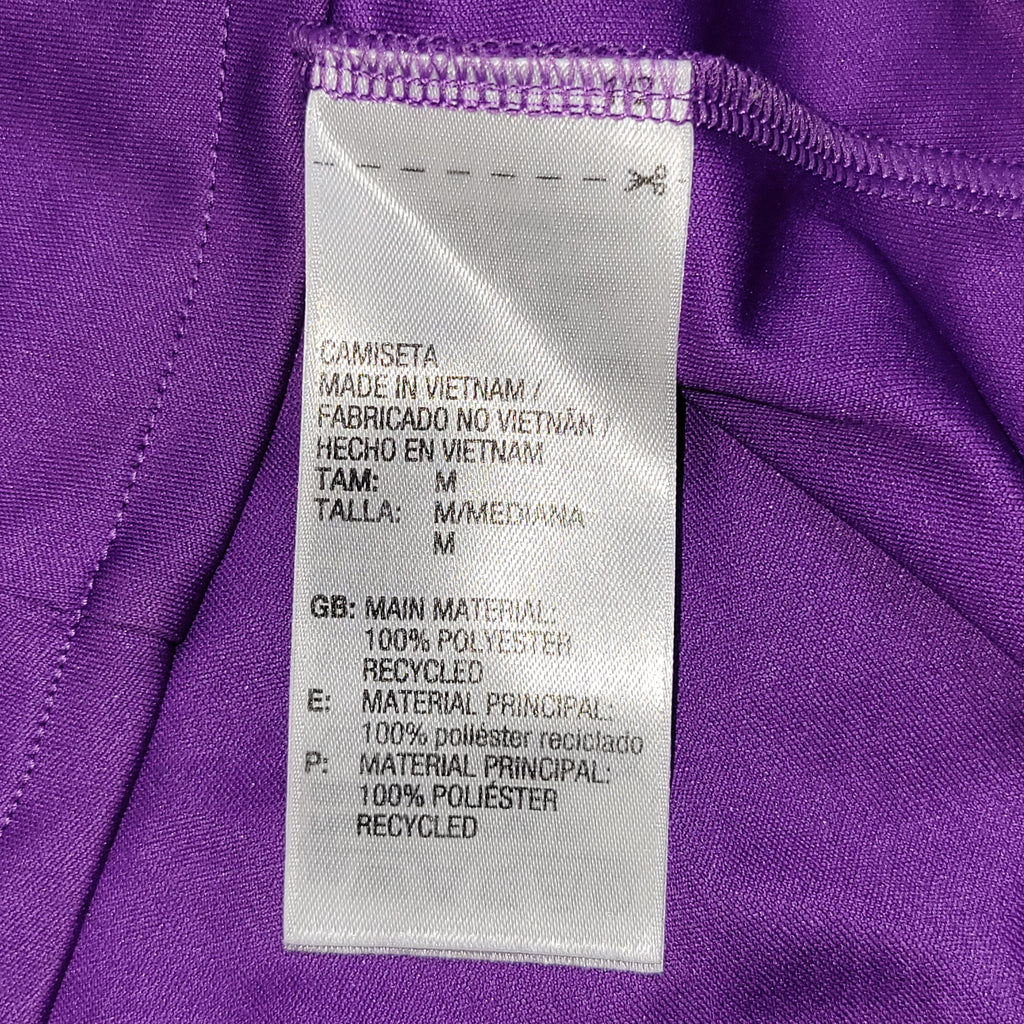 CAMISETA
MADE IN VIETNAM /
FABRICADO NO VIETNÃN /
HECHO EN VIETNAM
TAM: M
TALLA: M/MEDIANA
M
GB: MAIN MATERIAL:
100% POLYESTER
RECYCLED
E: MATERIAL PRINCIPAL:
100% poliéster reciclado
P: MATERIAL PRINCIPAL:
100% POLIÉSTER
RECYCLED